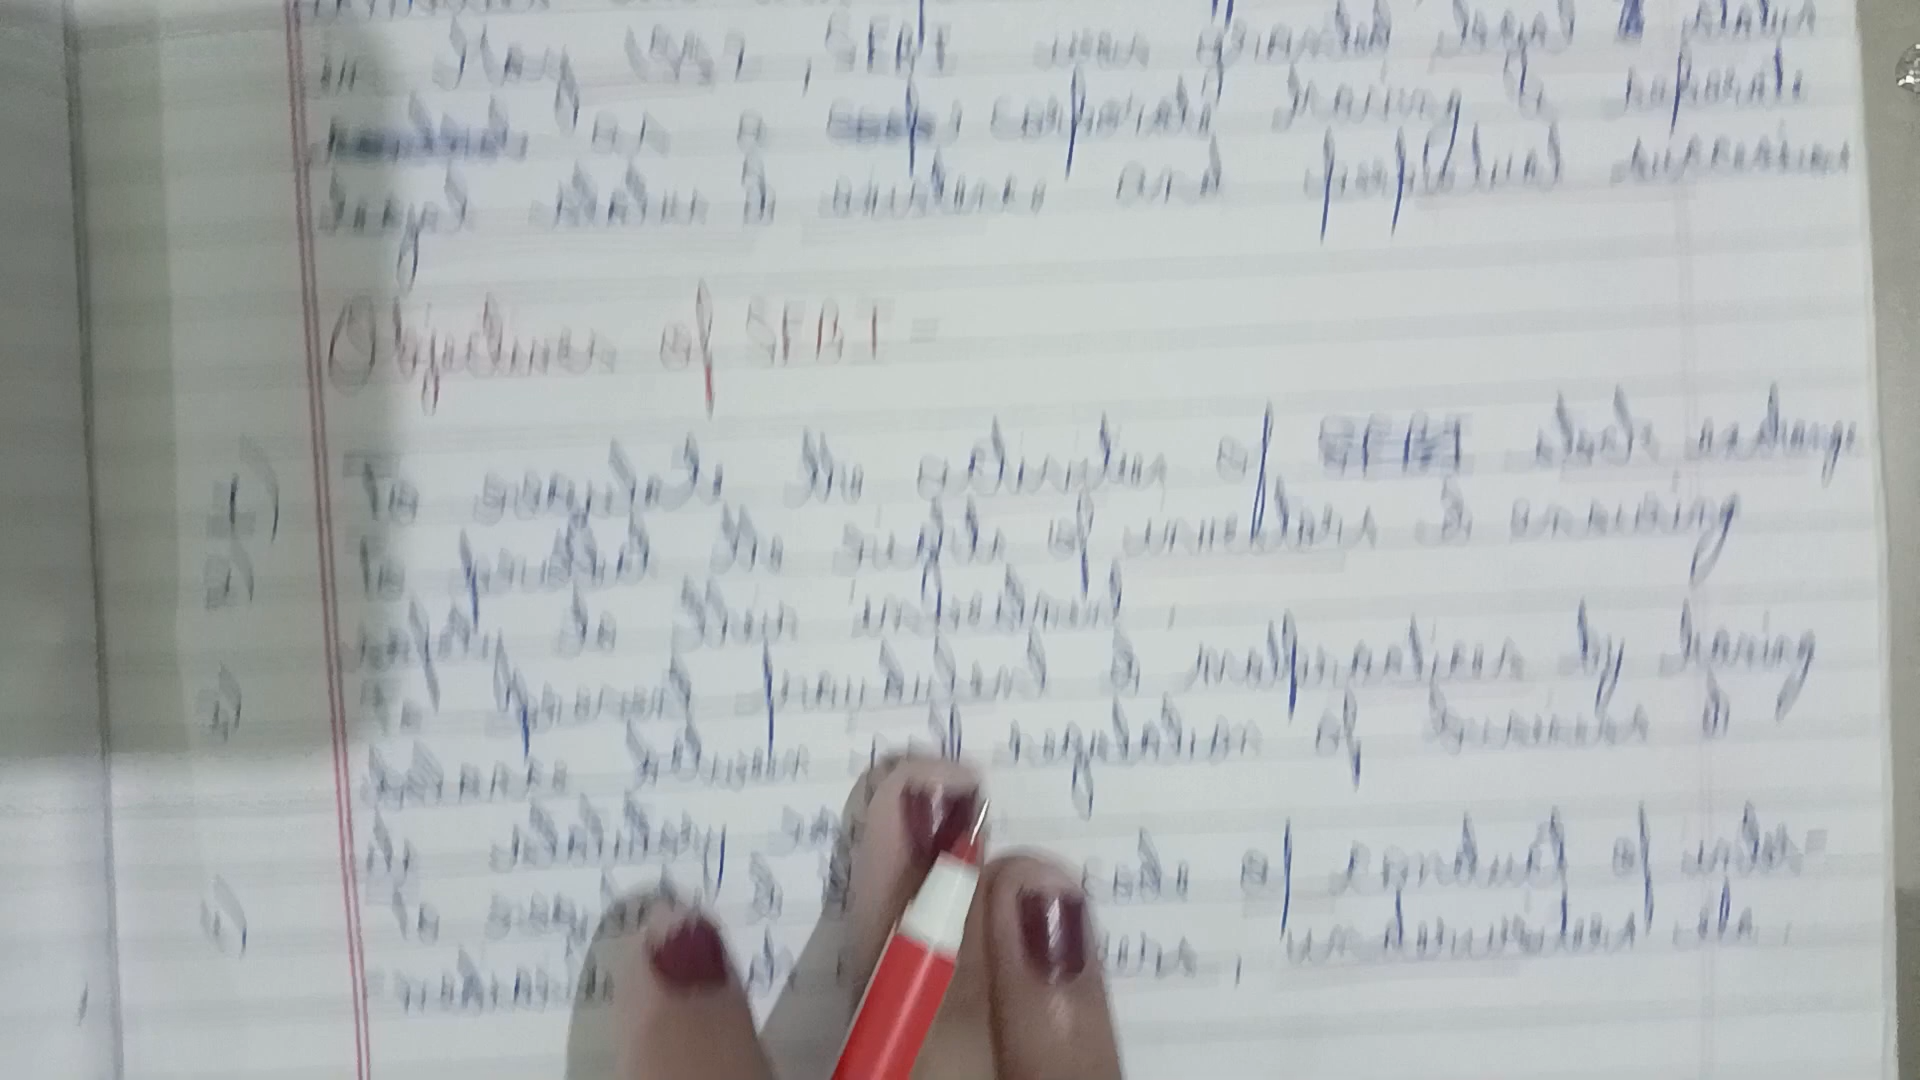 in May 1992, SEBI was granted legal status
as a corporate having a separate
legal status & existence and perpetual succession
Objectives of SEBI =
1) To regulate the activities of stock exchange
2) To protect the rights of investors & ensuring
safety to their investment.
3) To prevent fraudulent & malpractices by having
balance between self regulation of business &
its statutory
4) To regulate & code of conduct of inter-
underwriters etc.